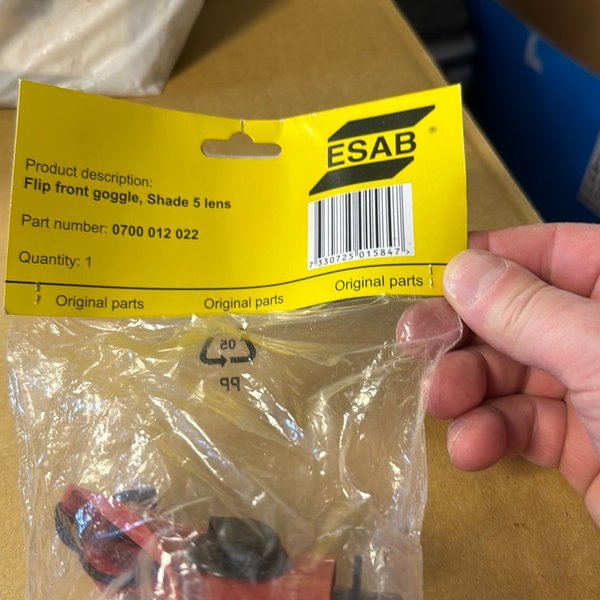 ESAB®
Product description:
Flip front goggle, Shade 5 lens
Part number: 0700 012 022
Quantity: 1
7 330725 015847 >
Original parts Original parts Original parts
05
PP